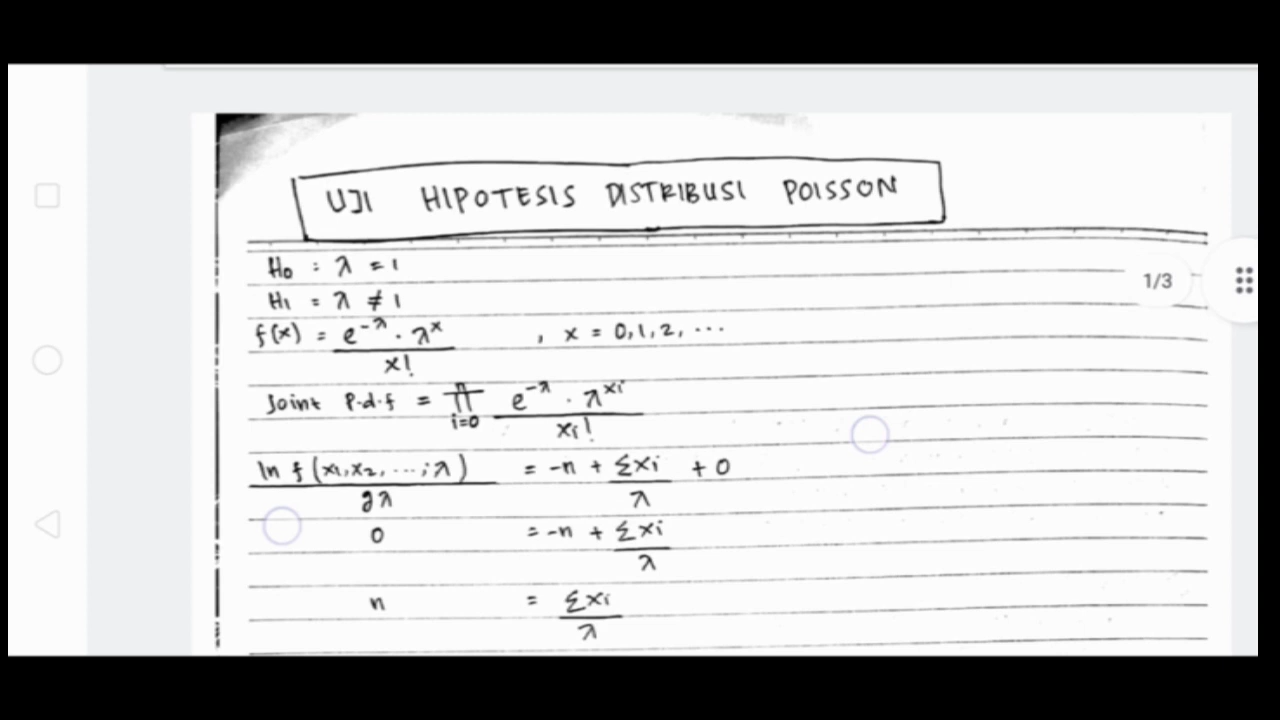 UJI HIPOTESIS DISTRIBUSI POISSON
H₀ : λ = 1
1/3
H₁ = λ ≠ 1
f(x) = e^-λ · λ^x / x! , x = 0,1,2, ...
Joint P.d.f = ∏ i=0 n e^-λ · λ^xi / xi!
ln f (x₁,x₂, ...; λ) / ∂λ = -n + Σxi / λ + 0
0 = -n + Σxi / λ
n = Σxi / λ